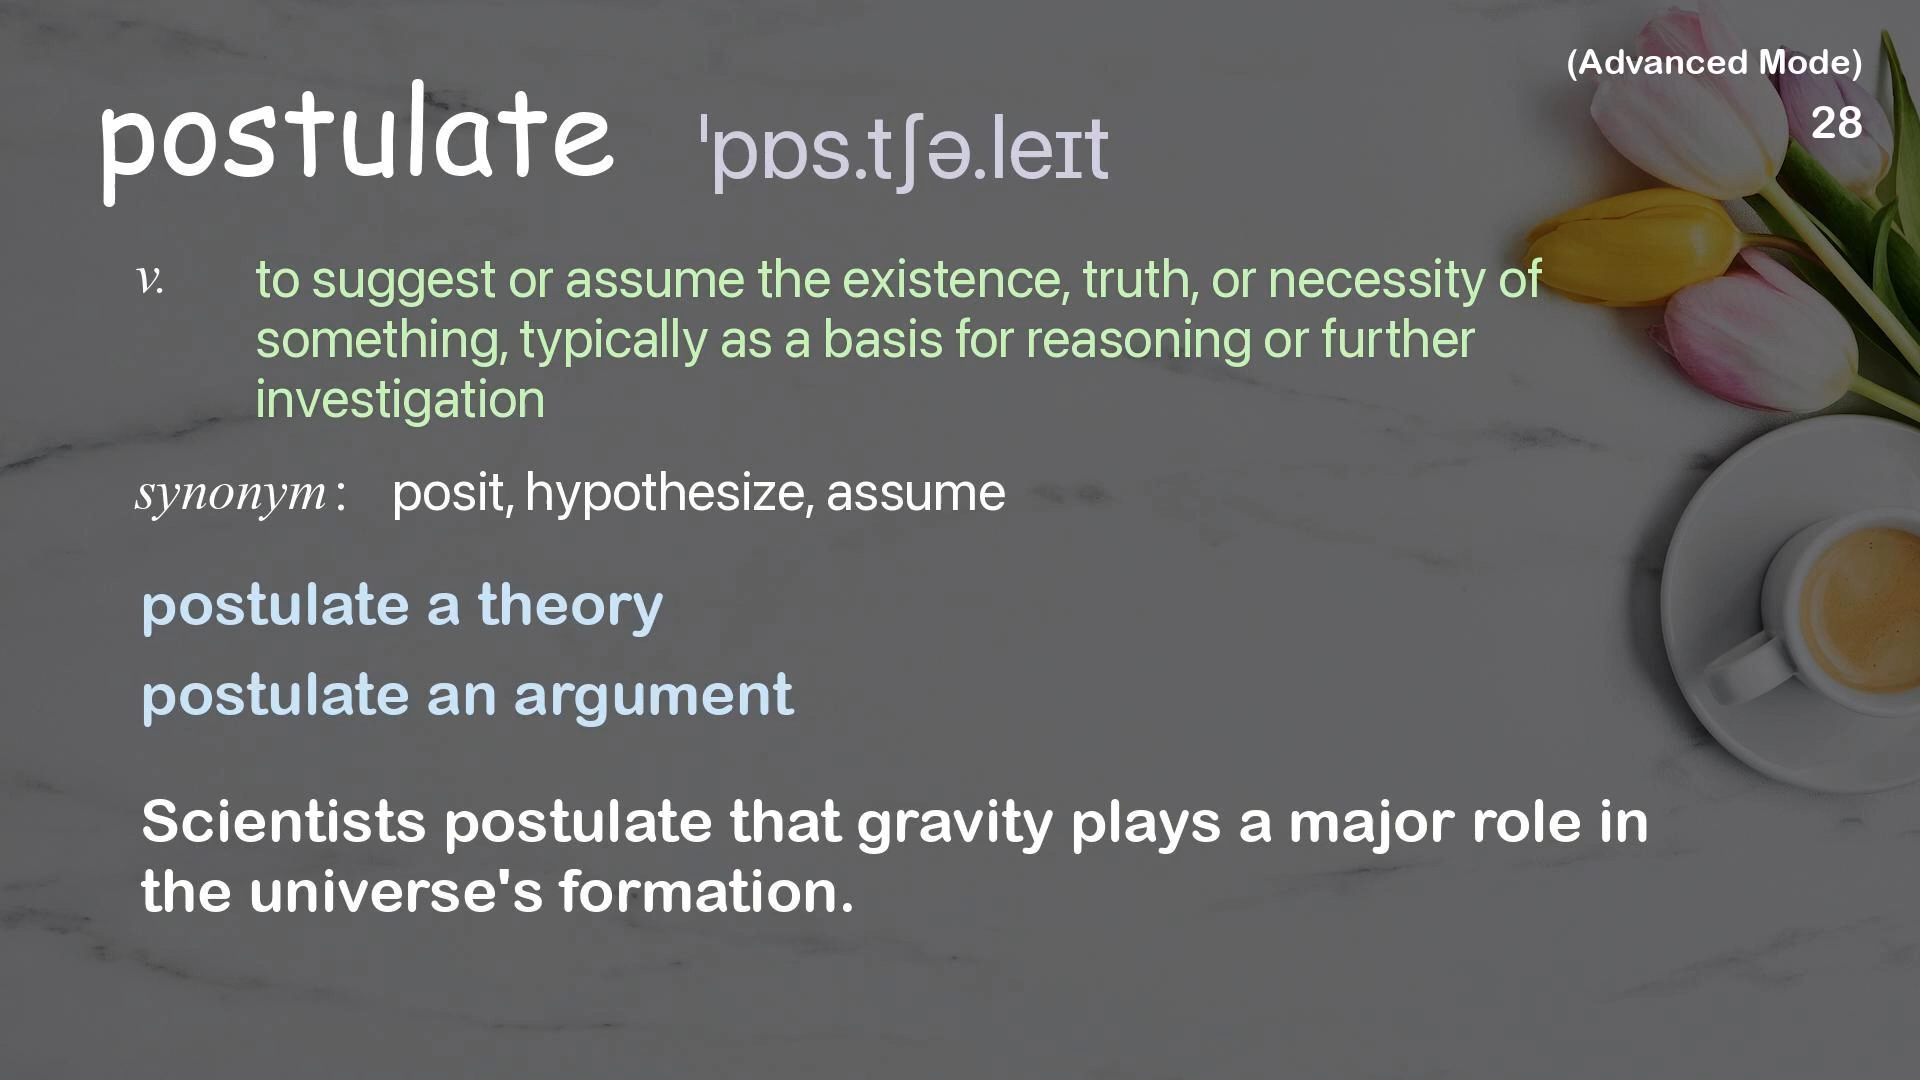 (Advanced Mode)
postulate ˈpɒs.tʃə.leɪt
28
v. to suggest or assume the existence, truth, or necessity of
something, typically as a basis for reasoning or further
investigation
synonym: posit, hypothesize, assume
postulate a theory
postulate an argument
Scientists postulate that gravity plays a major role in
the universe's formation.